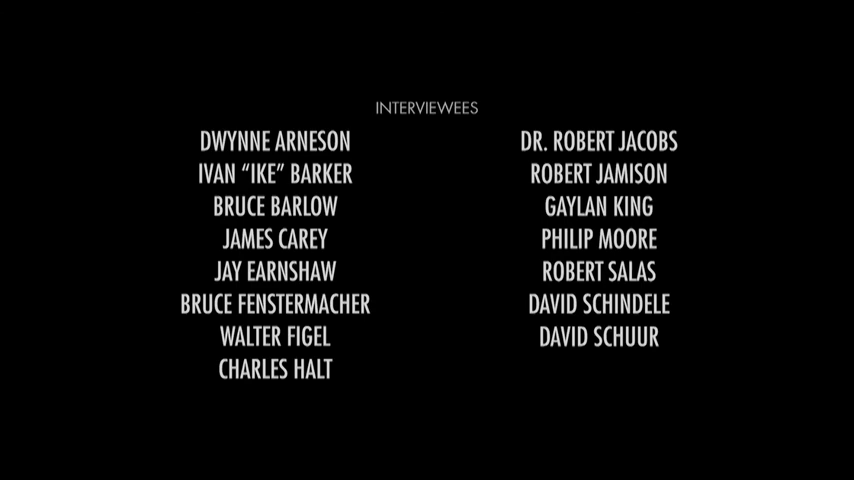 INTERVIEWEES
DWYNNE ARNESON
IVAN “IKE” BARKER
BRUCE BARLOW
JAMES CAREY
JAY EARNSHAW
BRUCE FENSTERMACHER
WALTER FIGEL
CHARLES HALT
DR. ROBERT JACOBS
ROBERT JAMISON
GAYLAN KING
PHILIP MOORE
ROBERT SALAS
DAVID SCHINDELE
DAVID SCHUUR